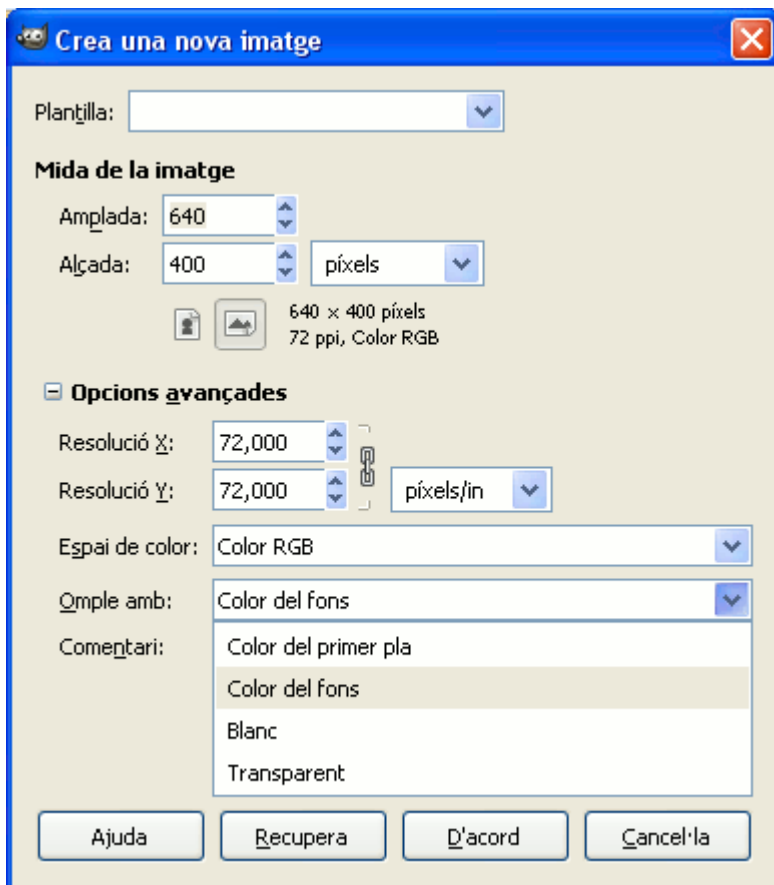 Crea una nova imatge
Plantilla:
Mida de la imatge
Amplada: 640
Alçada: 400 píxels
640 × 400 píxels
72 ppi, Color RGB
Opcions avançades
Resolució X: 72,000
Resolució Y: 72,000 píxels/in
Espai de color: Color RGB
Omple amb: Color del fons
Comentari: Color del primer pla
Color del fons
Blanc
Transparent
Ajuda Recupera D'acord Cancel·la